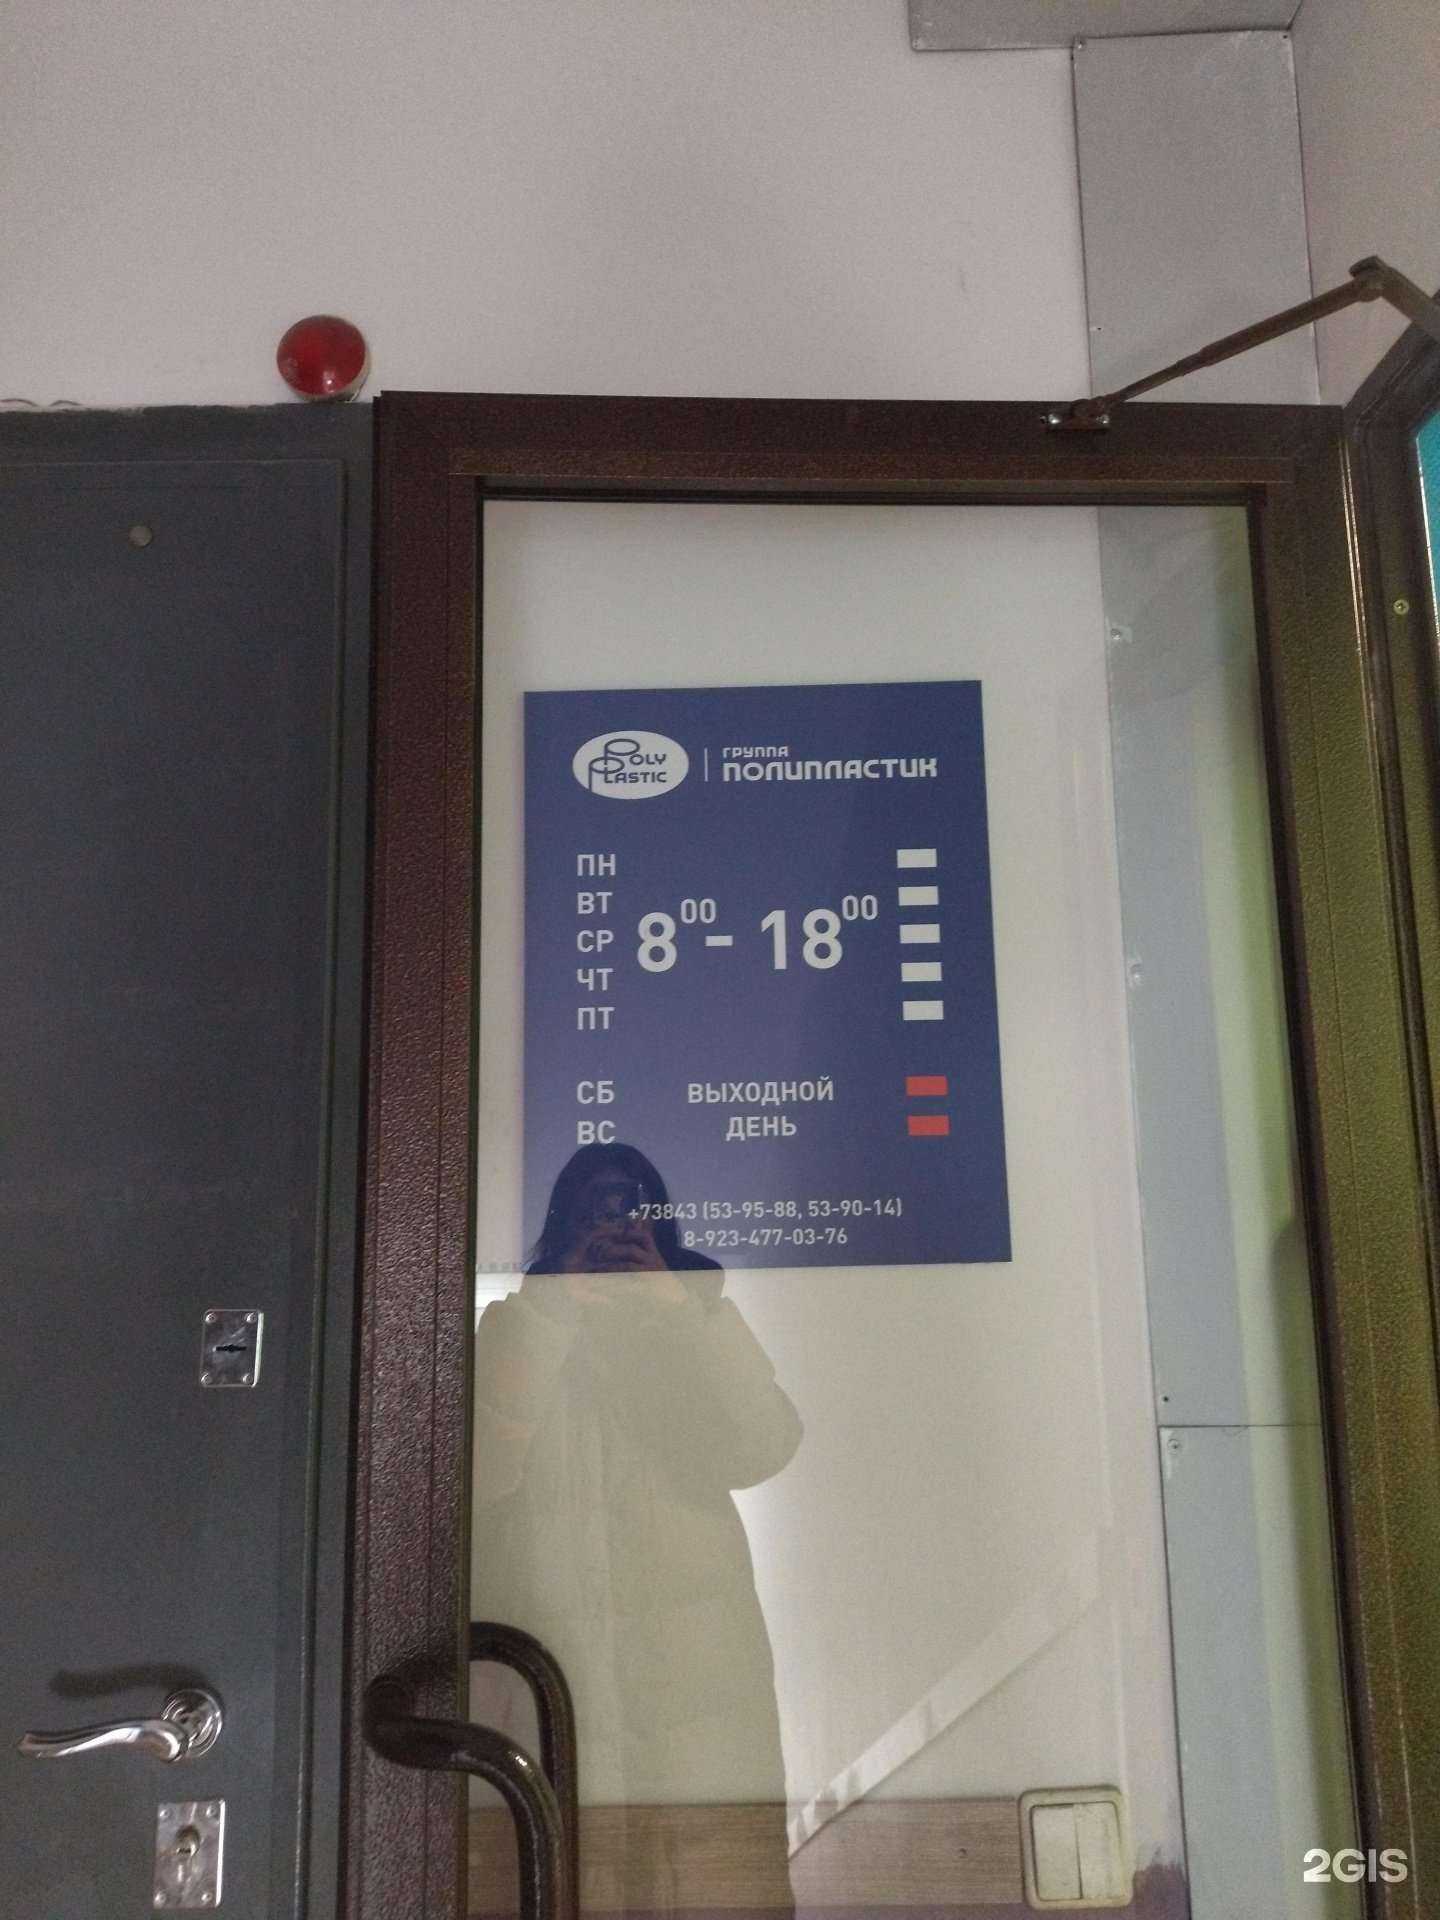 POLY PLASTIC
ГРУППА
ПОЛИПЛАСТИК
ПН
ВТ
СР
ЧТ
ПТ
8⁰⁰ - 18⁰⁰
СБ
ВС
ВЫХОДНОЙ
ДЕНЬ
+73843 (53-95-88, 53-90-14)
8-923-477-03-76
2GIS